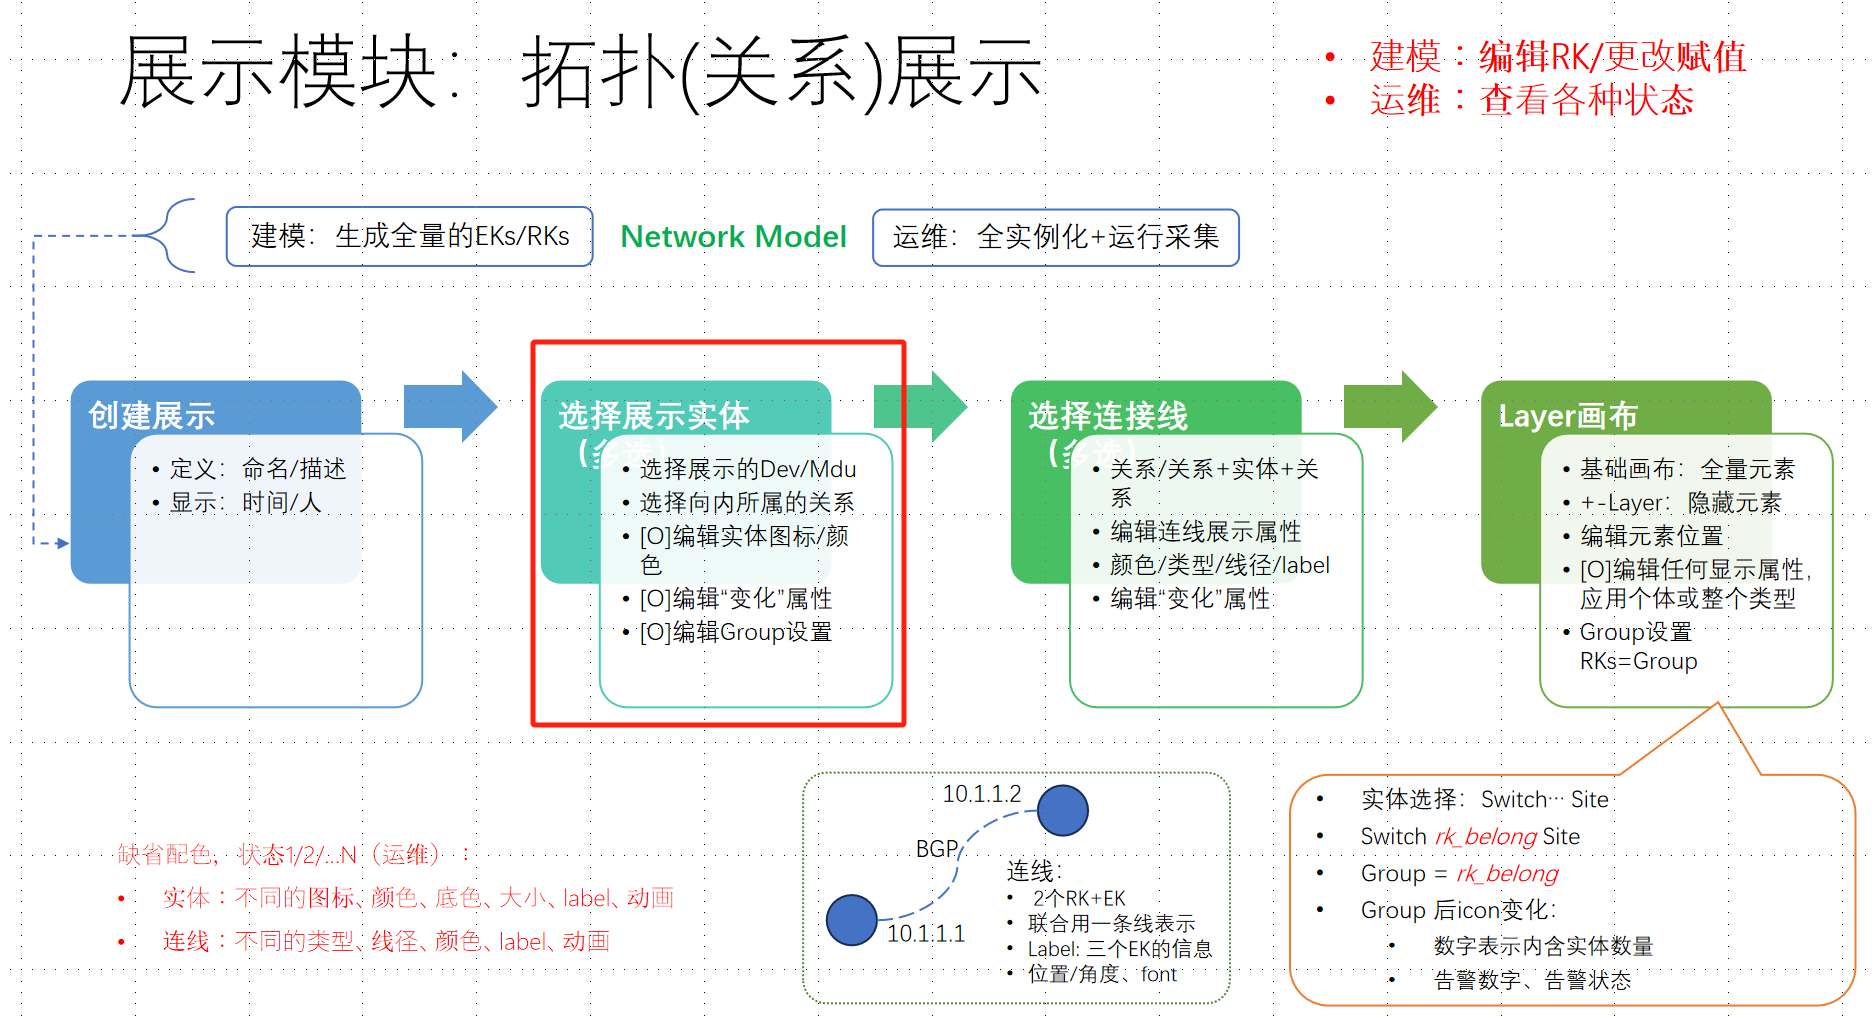 展示模块：拓扑(关系)展示
• 建模：编辑RK/更改赋值
• 运维：查看各种状态
建模：生成全量的EKs/RKs
Network Model
运维：全实例化+运行采集
创建展示
• 定义：命名/描述
• 显示：时间/人
选择展示实体
（多选）
• 选择展示的Dev/Mdu
• 选择向内所属的关系
• [O]编辑实体图标/颜
色
• [O]编辑“变化”属性
• [O]编辑Group设置
选择连接线
（多选）
• 关系/关系+实体+关
系
• 编辑连线展示属性
• 颜色/类型/线径/label
• 编辑“变化”属性
Layer画布
• 基础画布：全量元素
• +-Layer：隐藏元素
• 编辑元素位置
• [O]编辑任何显示属性，
应用个体或整个类型
• Group设置
RKs=Group
缺省配色，状态1/2/...N（运维）：
• 实体：不同的图标、颜色、底色、大小、label、动画
• 连线：不同的类型、线径、颜色、label、动画
10.1.1.2
BGP
10.1.1.1
连线：
• 2个RK+EK
• 联合用一条线表示
• Label: 三个EK的信息
• 位置/角度、font
• 实体选择：Switch… Site
• Switch rk_belong Site
• Group = rk_belong
• Group 后icon变化：
• 数字表示内含实体数量
• 告警数字、告警状态